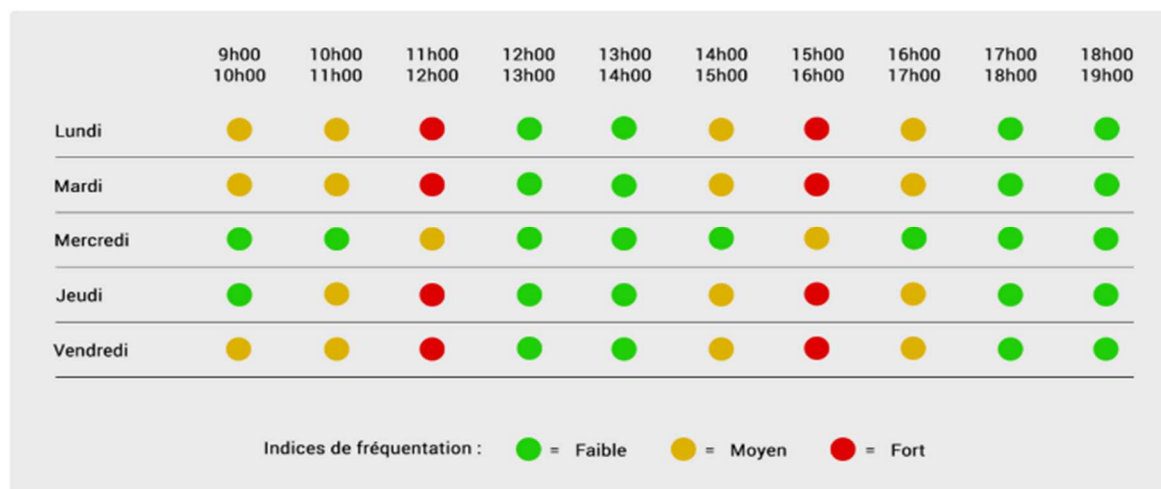 9h00 10h00 11h00 12h00 13h00 14h00 15h00 16h00 17h00 18h00
10h00 11h00 12h00 13h00 14h00 15h00 16h00 17h00 18h00 19h00
Lundi
Mardi
Mercredi
Jeudi
Vendredi
Indices de fréquentation : = Faible = Moyen = Fort